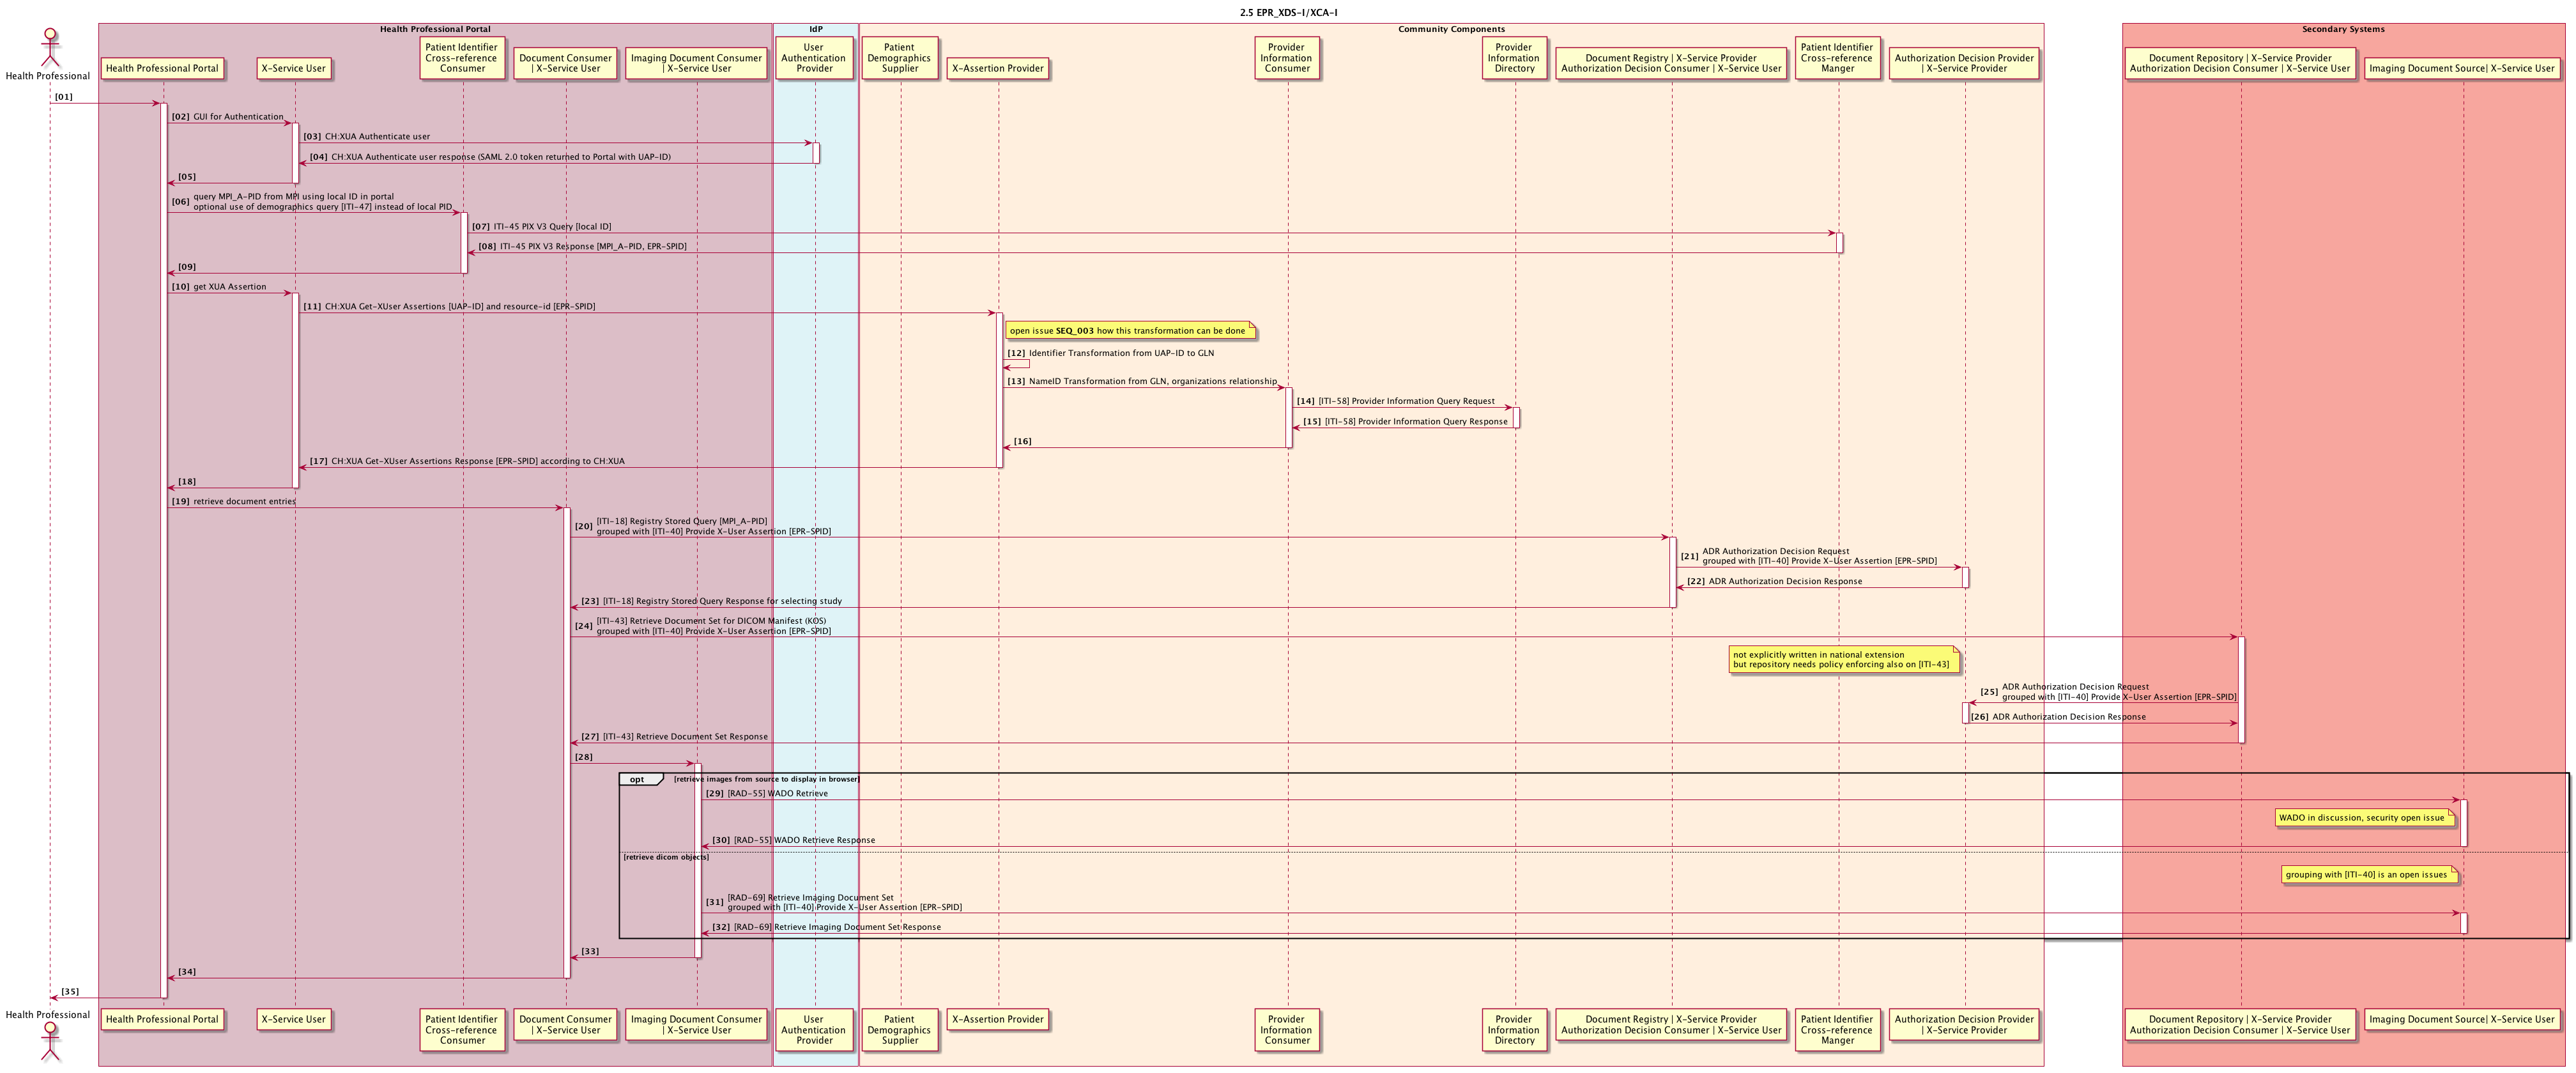 2.5 EPR_XDS-I/XCA-I
Health Professional Portal
IdP
Community Components
Secondary Systems
Health Professional
Health Professional Portal
X-Service User
Patient Identifier
Cross-reference
Consumer
Document Consumer
| X-Service User
Imaging Document Consumer
| X-Service User
User
Authentication
Provider
Patient
Demographics
Supplier
X-Assertion Provider
Provider
Information
Consumer
Provider
Information
Directory
Document Registry | X-Service Provider
Authorization Decision Consumer | X-Service User
Patient Identifier
Cross-reference
Manger
Authorization Decision Provider
| X-Service Provider
Document Repository | X-Service Provider
Authorization Decision Consumer | X-Service User
Imaging Document Source| X-Service User
[01]
[02] GUI for Authentication
[03] CH:XUA Authenticate user
[04] CH:XUA Authenticate user response (SAML 2.0 token returned to Portal with UAP-ID)
[05]
[06] query MPI_A-PID from MPI using local ID in portal
optional use of demographics query [ITI-47] instead of local PID
[07] ITI-45 PIX V3 Query [local ID]
[08] ITI-45 PIX V3 Response [MPI_A-PID, EPR-SPID]
[09]
[10] get XUA Assertion
[11] CH:XUA Get-XUser Assertions [UAP-ID] and resource-id [EPR-SPID]
open issue SEQ_003 how this transformation can be done
[12] Identifier Transformation from UAP-ID to GLN
[13] NameID Transformation from GLN, organizations relationship
[14] [ITI-58] Provider Information Query Request
[15] [ITI-58] Provider Information Query Response
[16]
[17] CH:XUA Get-XUser Assertions Response [EPR-SPID] according to CH:XUA
[18]
[19] retrieve document entries
[20] [ITI-18] Registry Stored Query [MPI_A-PID]
grouped with [ITI-40] Provide X-User Assertion [EPR-SPID]
[21] ADR Authorization Decision Request
grouped with [ITI-40] Provide X-User Assertion [EPR-SPID]
[22] ADR Authorization Decision Response
[23] [ITI-18] Registry Stored Query Response for selecting study
[24] [ITI-43] Retrieve Document Set for DICOM Manifest (KOS)
grouped with [ITI-40] Provide X-User Assertion [EPR-SPID]
not explicitly written in national extension
but repository needs policy enforcing also on [ITI-43]
[25] ADR Authorization Decision Request
grouped with [ITI-40] Provide X-User Assertion [EPR-SPID]
[26] ADR Authorization Decision Response
[27] [ITI-43] Retrieve Document Set Response
[28]
opt [retrieve images from source to display in browser]
[29] [RAD-55] WADO Retrieve
WADO in discussion, security open issue
[30] [RAD-55] WADO Retrieve Response
[retrieve dicom objects]
grouping with [ITI-40] is an open issues
[31] [RAD-69] Retrieve Imaging Document Set
grouped with [ITI-40] Provide X-User Assertion [EPR-SPID]
[32] [RAD-69] Retrieve Imaging Document Set Response
[33]
[34]
[35]
Health Professional
Health Professional Portal
X-Service User
Patient Identifier
Cross-reference
Consumer
Document Consumer
| X-Service User
Imaging Document Consumer
| X-Service User
User
Authentication
Provider
Patient
Demographics
Supplier
X-Assertion Provider
Provider
Information
Consumer
Provider
Information
Directory
Document Registry | X-Service Provider
Authorization Decision Consumer | X-Service User
Patient Identifier
Cross-reference
Manger
Authorization Decision Provider
| X-Service Provider
Document Repository | X-Service Provider
Authorization Decision Consumer | X-Service User
Imaging Document Source| X-Service User